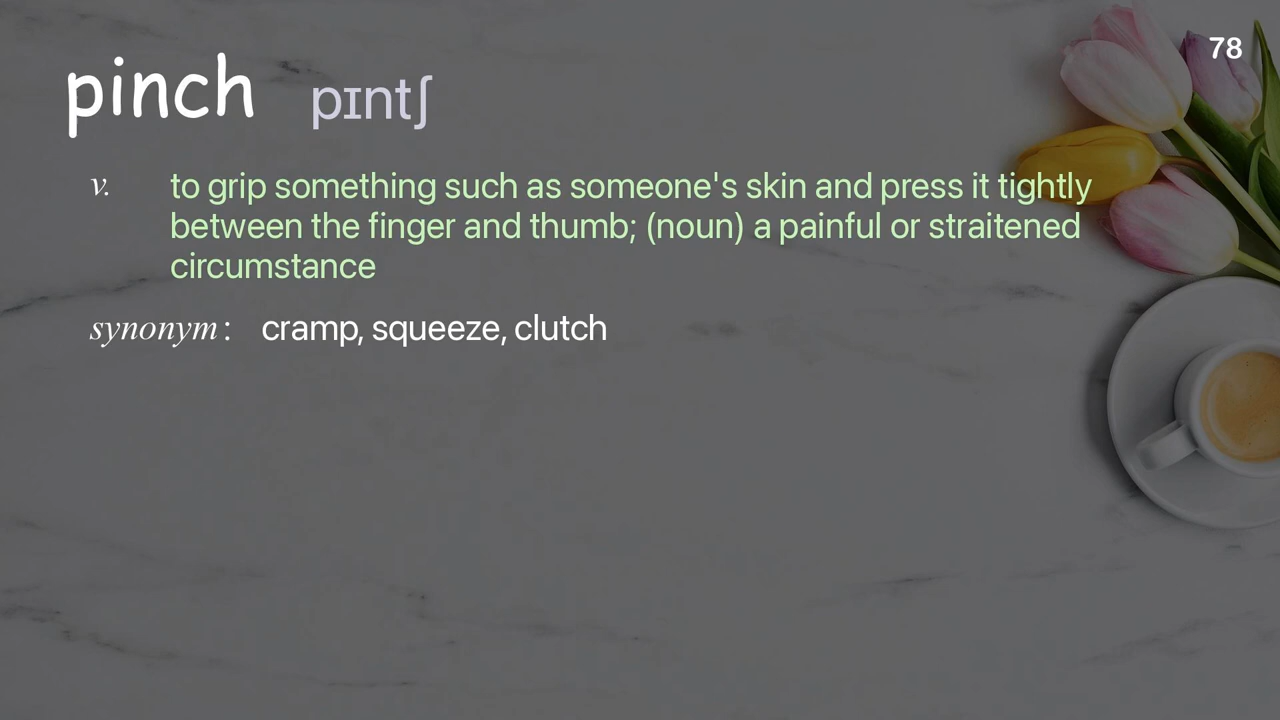 78
pinch pɪntʃ
v. to grip something such as someone's skin and press it tightly
between the finger and thumb; (noun) a painful or straitened
circumstance
synonym: cramp, squeeze, clutch